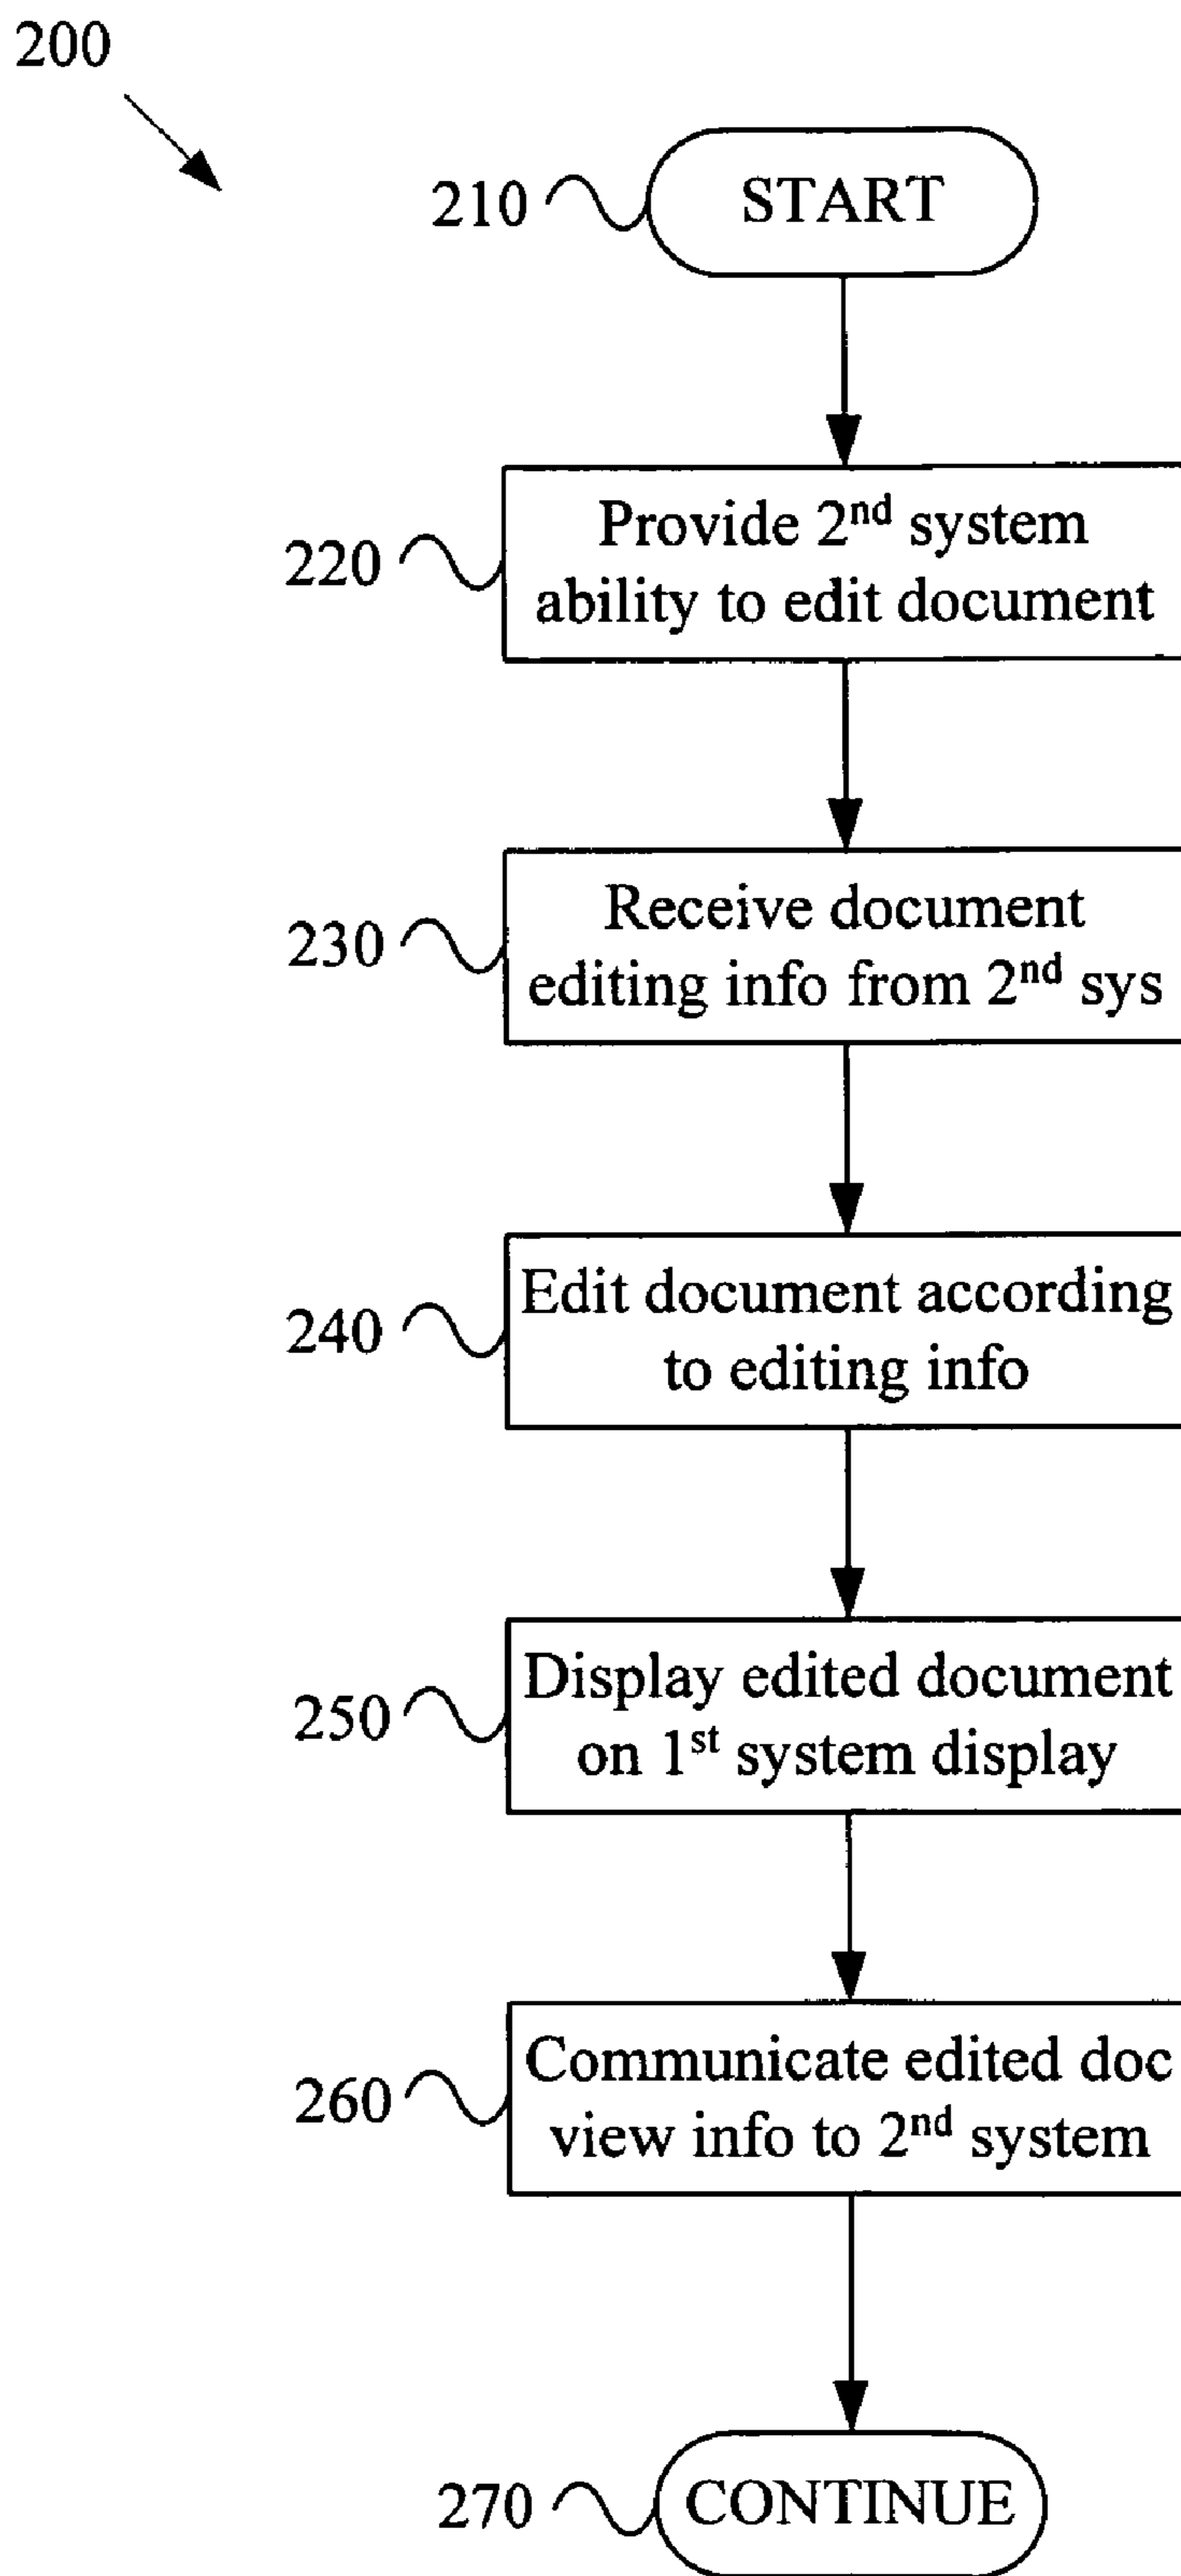 200
210
START
220
Provide 2nd system
ability to edit document
230
Receive document
editing info from 2nd sys
240
Edit document according
to editing info
250
Display edited document
on 1st system display
260
Communicate edited doc
view info to 2nd system
270
CONTINUE